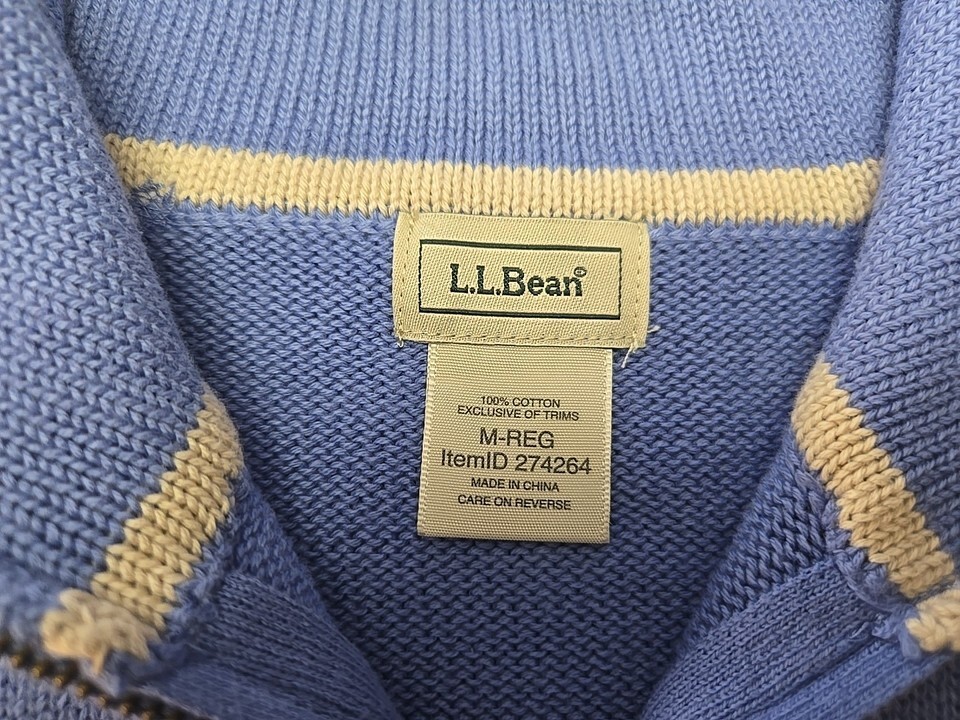 L.L.Bean®
100% COTTON
EXCLUSIVE OF TRIMS
M-REG
ItemID 274264
MADE IN CHINA
CARE ON REVERSE